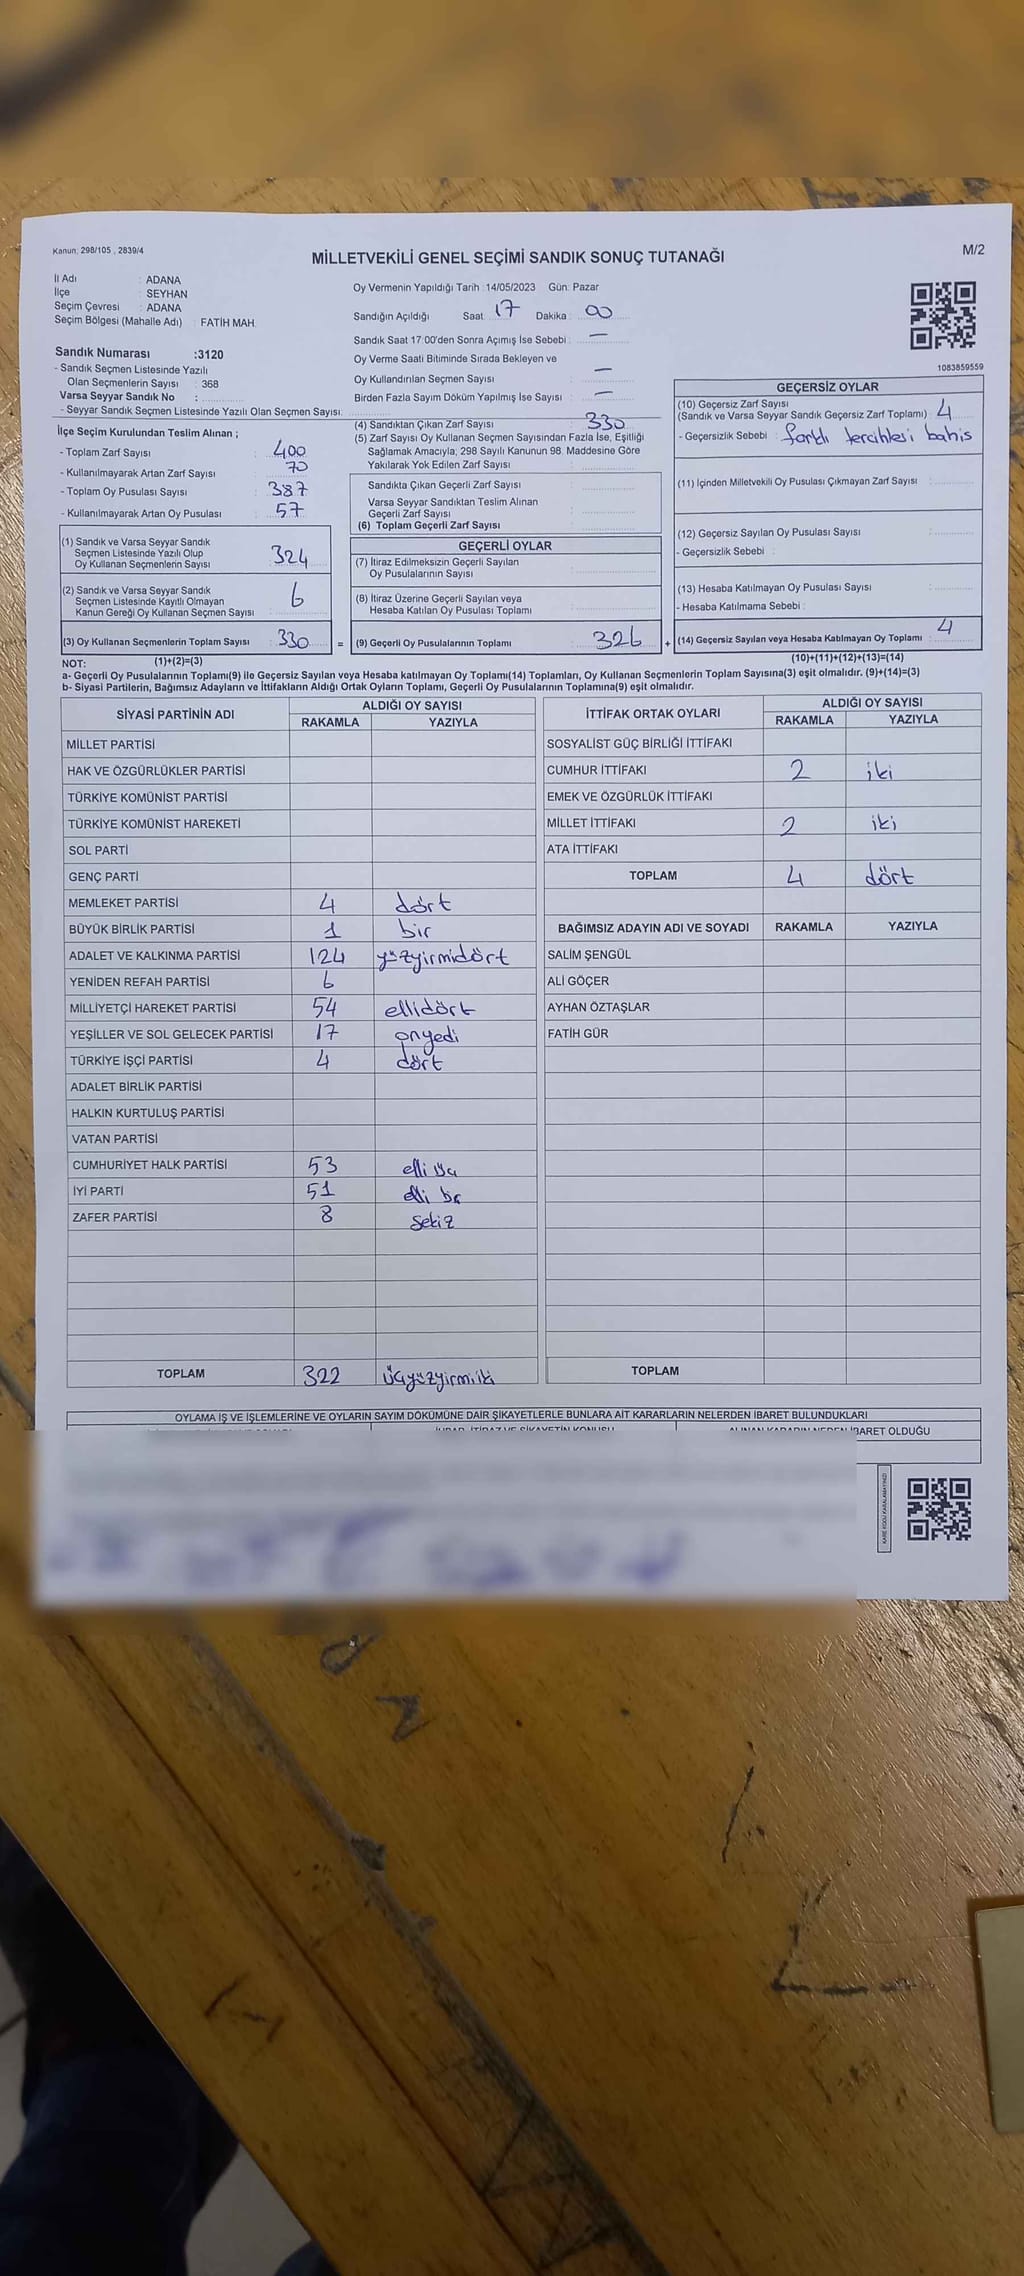 Kanun: 298/105 , 2839/4
MİLLETVEKİLİ GENEL SEÇİMİ SANDIK SONUÇ TUTANAĞI
M/2
İl Adı : ADANA
İlçe : SEYHAN
Seçim Çevresi : ADANA
Seçim Bölgesi (Mahalle Adı) : FATİH MAH.
Sandık Numarası :3120
- Sandık Seçmen Listesinde Yazılı
Olan Seçmenlerin Sayısı : 368
Varsa Seyyar Sandık No :
- Seyyar Sandık Seçmen Listesinde Yazılı Olan Seçmen Sayısı:
Oy Vermenin Yapıldığı Tarih :14/05/2023 Gün: Pazar
Sandığın Açıldığı Saat: 17 Dakika : 00
Sandık Saat 17:00'den Sonra Açımış İse Sebebi : —
Oy Verme Saati Bitiminde Sırada Bekleyen ve
Oy Kullandırılan Seçmen Sayısı : —
Birden Fazla Sayım Döküm Yapılmış İse Sayısı : —
1083859559
İlçe Seçim Kurulundan Teslim Alınan ;
- Toplam Zarf Sayısı : 400
- Kullanılmayarak Artan Zarf Sayısı : 70
- Toplam Oy Pusulası Sayısı : 387
- Kullanılmayarak Artan Oy Pusulası : 57
(1) Sandık ve Varsa Seyyar Sandık
Seçmen Listesinde Yazılı Olup
Oy Kullanan Seçmenlerin Sayısı : 324
(2) Sandık ve Varsa Seyyar Sandık
Seçmen Listesinde Kayıtlı Olmayan
Kanun Gereği Oy Kullanan Seçmen Sayısı : 6
(3) Oy Kullanan Seçmenlerin Toplam Sayısı : 330 =
(4) Sandıktan Çıkan Zarf Sayısı : 330
(5) Zarf Sayısı Oy Kullanan Seçmen Sayısından Fazla İse, Eşitliği
Sağlamak Amacıyla; 298 Sayılı Kanunun 98. Maddesine Göre
Yakılarak Yok Edilen Zarf Sayısı :
Sandıkta Çıkan Geçerli Zarf Sayısı :
Varsa Seyyar Sandıktan Teslim Alınan
Geçerli Zarf Sayısı :
(6) Toplam Geçerli Zarf Sayısı :
GEÇERLİ OYLAR
(7) İtiraz Edilmeksizin Geçerli Sayılan
Oy Pusulalarının Sayısı :
(8) İtiraz Üzerine Geçerli Sayılan veya
Hesaba Katılan Oy Pusulası Toplamı :
(9) Geçerli Oy Pusulalarının Toplamı : 326 +
GEÇERSİZ OYLAR
(10) Geçersiz Zarf Sayısı
(Sandık ve Varsa Seyyar Sandık Geçersiz Zarf Toplamı) : 4
- Geçersizlik Sebebi : farklı tercihlesi bahis
(11) İçinden Milletvekili Oy Pusulası Çıkmayan Zarf Sayısı :
(12) Geçersiz Sayılan Oy Pusulası Sayısı :
- Geçersizlik Sebebi :
(13) Hesaba Katılmayan Oy Pusulası Sayısı :
- Hesaba Katılmama Sebebi :
(14) Geçersiz Sayılan veya Hesaba Katılmayan Oy Toplamı : 4
NOT: (1)+(2)=(3) (10)+(11)+(12)+(13)=(14)
a- Geçerli Oy Pusulalarının Toplamı(9) ile Geçersiz Sayılan veya Hesaba katılmayan Oy Toplamı(14) Toplamları, Oy Kullanan Seçmenlerin Toplam Sayısına(3) eşit olmalıdır. (9)+(14)=(3)
b- Siyasi Partilerin, Bağımsız Adayların ve İttifakların Aldığı Ortak Oyların Toplamı, Geçerli Oy Pusulalarının Toplamına(9) eşit olmalıdır.
SİYASİ PARTİNİN ADI ALDIĞI OY SAYISI
RAKAMLA YAZIYLA
MİLLET PARTİSİ
HAK VE ÖZGÜRLÜKLER PARTİSİ
TÜRKİYE KOMÜNİST PARTİSİ
TÜRKİYE KOMÜNİST HAREKETİ
SOL PARTİ
GENÇ PARTİ
MEMLEKET PARTİSİ 4 dört
BÜYÜK BİRLİK PARTİSİ 1 bir
ADALET VE KALKINMA PARTİSİ 124 yüzyirmidört
YENİDEN REFAH PARTİSİ 6
MİLLİYETÇİ HAREKET PARTİSİ 54 ellidört
YEŞİLLER VE SOL GELECEK PARTİSİ 17 onyedi
TÜRKİYE İŞÇİ PARTİSİ 4 dört
ADALET BİRLİK PARTİSİ
HALKIN KURTULUŞ PARTİSİ
VATAN PARTİSİ
CUMHURİYET HALK PARTİSİ 53 elli üç
İYİ PARTİ 51 elli bir
ZAFER PARTİSİ 8 sekiz
TOPLAM 322 üçyüzyirmiiki
İTTİFAK ORTAK OYLARI ALDIĞI OY SAYISI
RAKAMLA YAZIYLA
SOSYALİST GÜÇ BİRLİĞİ İTTİFAKI
CUMHUR İTTİFAKI 2 iki
EMEK VE ÖZGÜRLÜK İTTİFAKI
MİLLET İTTİFAKI 2 iki
ATA İTTİFAKI
TOPLAM 4 dört
BAĞIMSIZ ADAYIN ADI VE SOYADI RAKAMLA YAZIYLA
SALİM ŞENGÜL
ALİ GÖÇER
AYHAN ÖZTAŞLAR
FATİH GÜR
TOPLAM
OYLAMA İŞ VE İŞLEMLERİNE VE OYLARIN SAYIM DÖKÜMÜNE DAİR ŞİKAYETLERLE BUNLARA AİT KARARLARIN NELERDEN İBARET BULUNDUKLARI
İHBAR, İTİRAZ VE ŞİKAYETİN KONUSU ALINAN KARARIN NEDEN İBARET OLDUĞU
KARE KODU KARALAMAYINIZ!